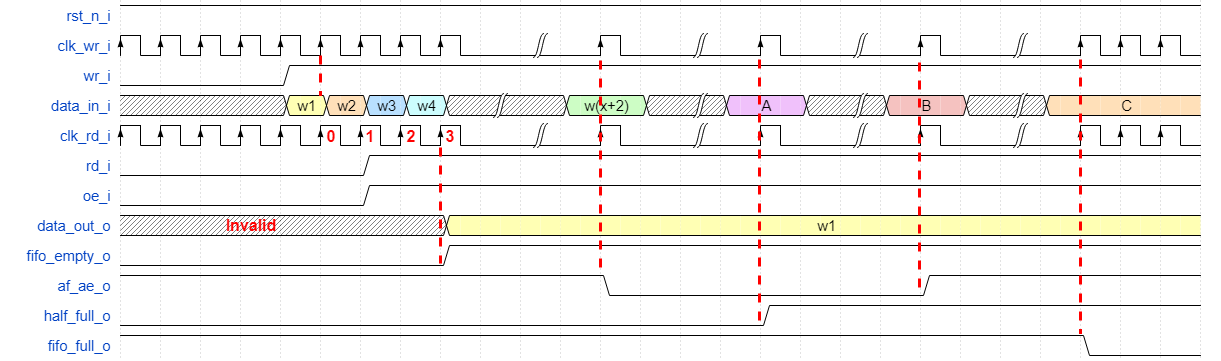 rst_n_i
clk_wr_i
wr_i
data_in_i w1 w2 w3 w4 w(x+2) A B C
clk_rd_i 0 1 2 3
rd_i
oe_i
data_out_o Invalid w1
fifo_empty_o
af_ae_o
half_full_o
fifo_full_o